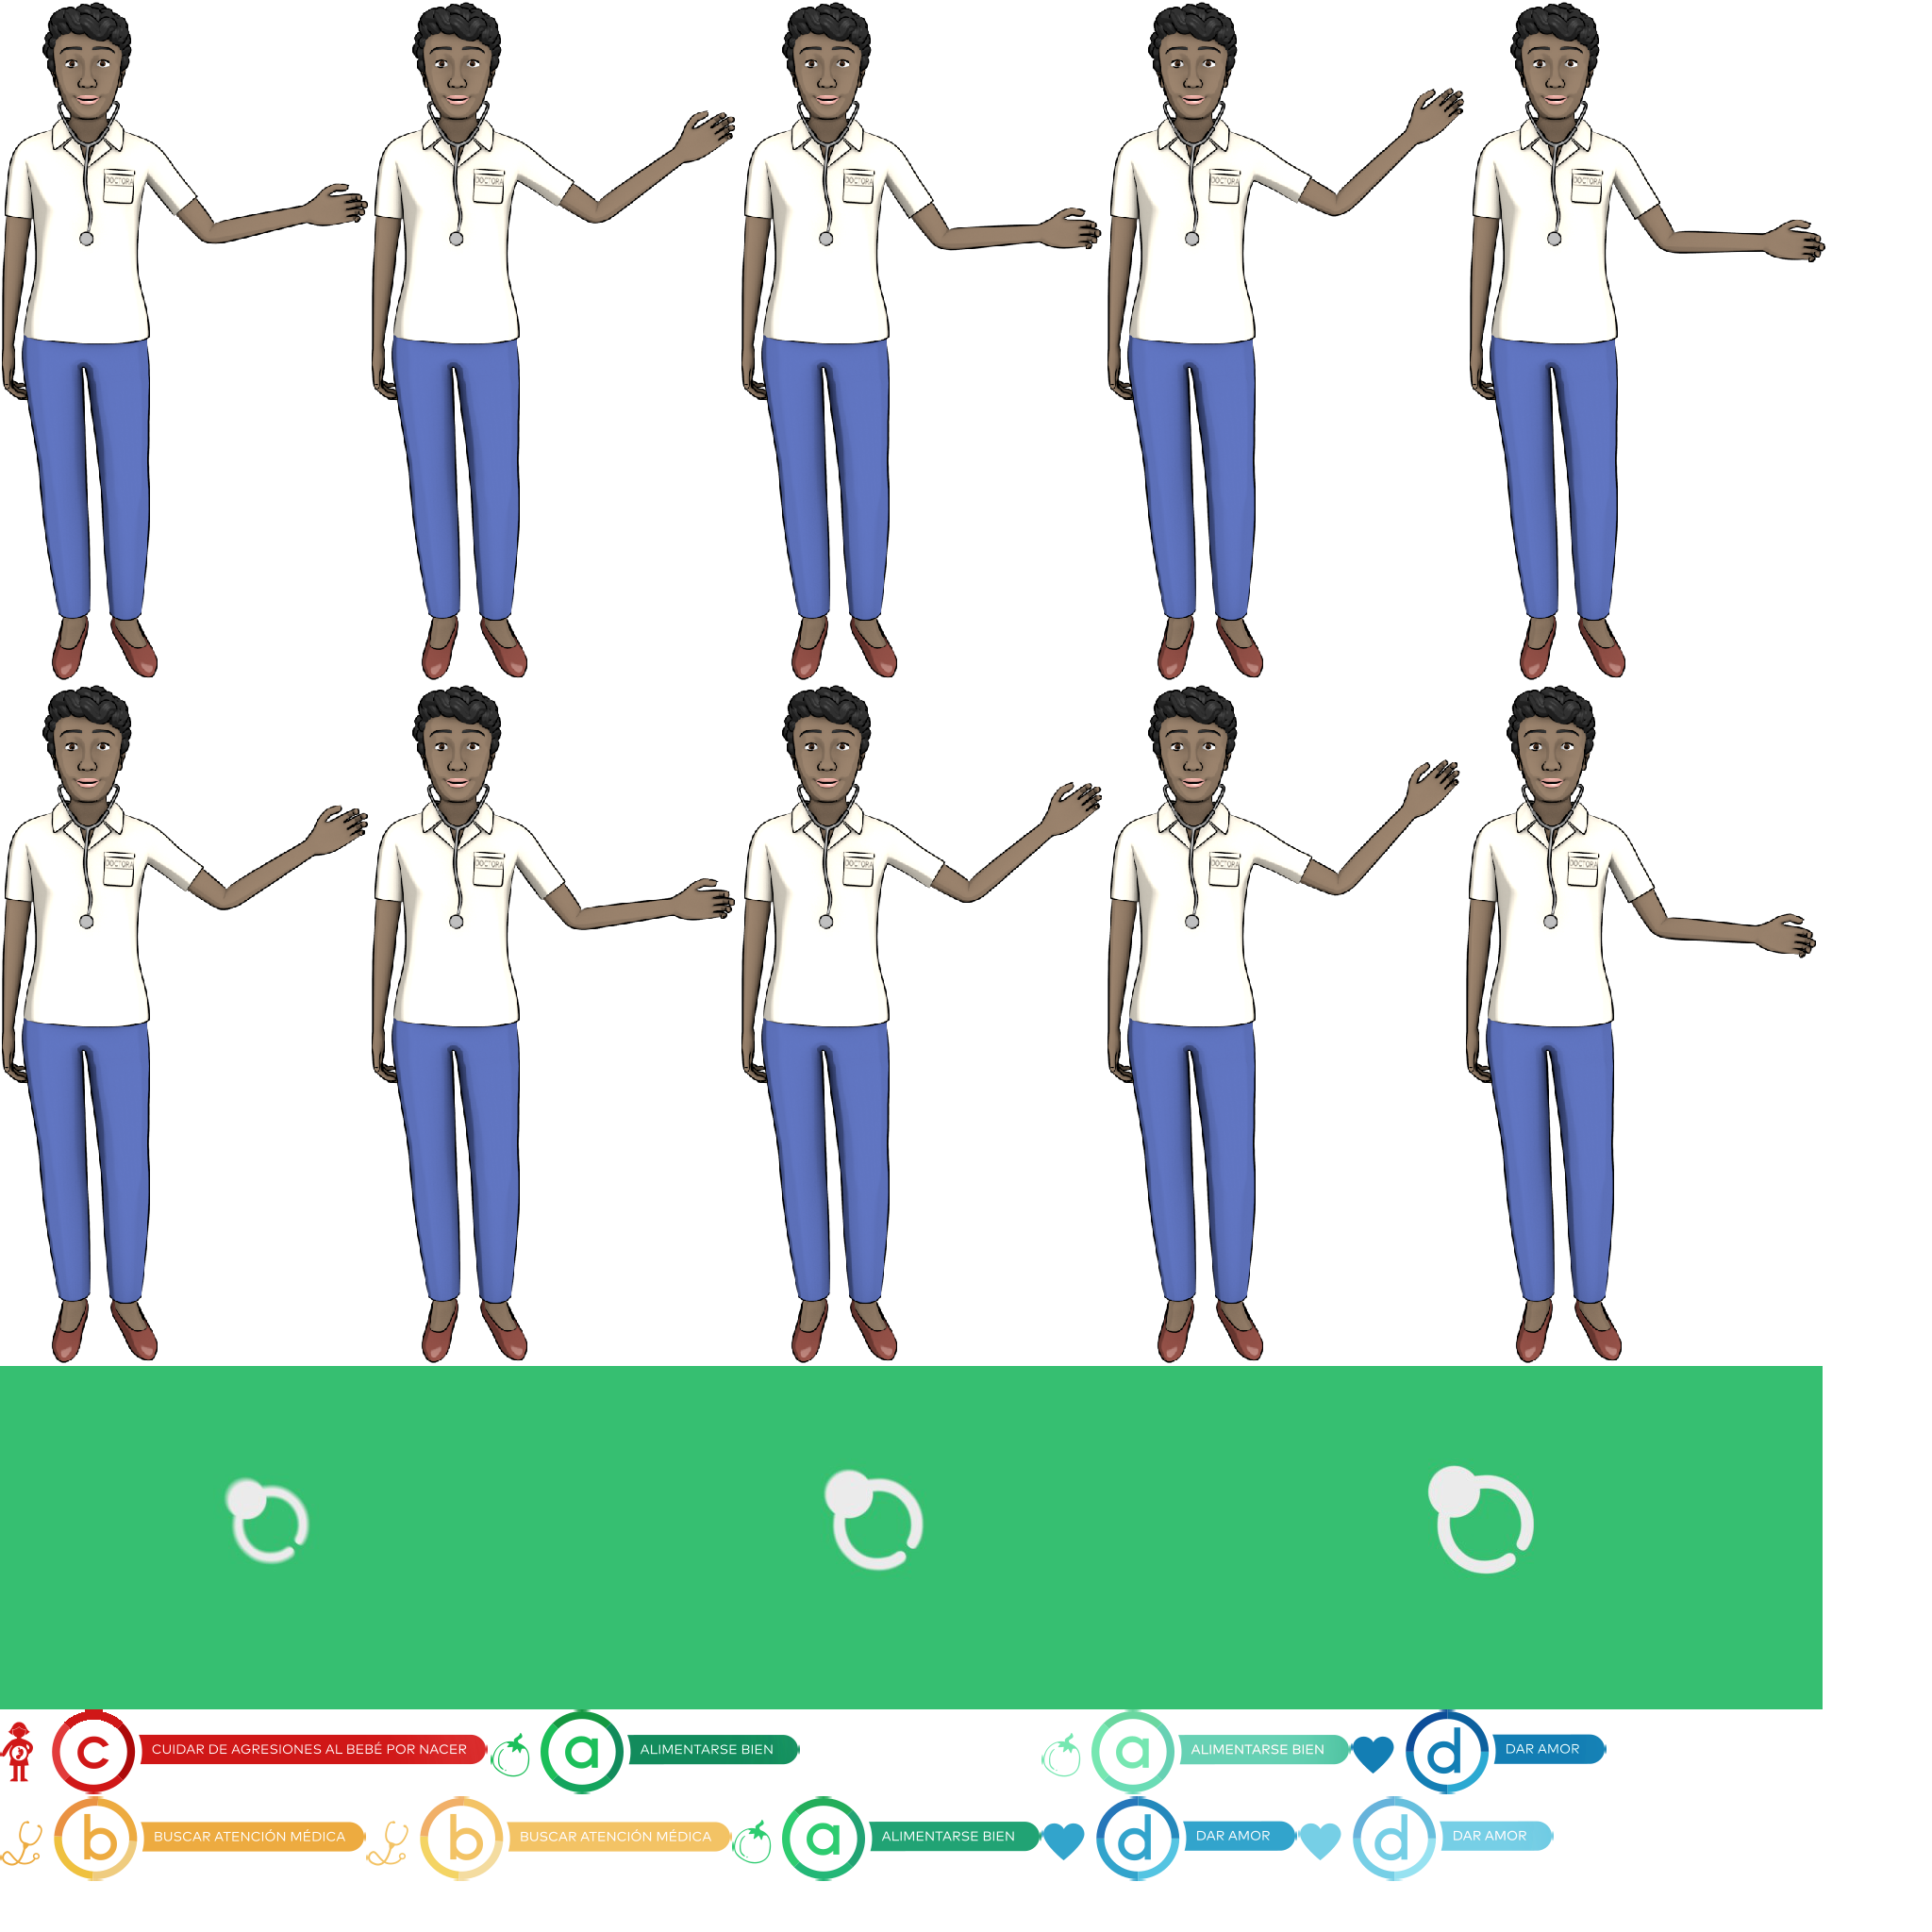 DOCTORA
DOCTORA
DOCTORA
DOCTORA
DOCTORA
DOCTORA
DOCTORA
DOCTORA
DOCTORA
DOCTORA
c CUIDAR DE AGRESIONES AL BEBÉ POR NACER
a ALIMENTARSE BIEN
a ALIMENTARSE BIEN
d DAR AMOR
b BUSCAR ATENCIÓN MÉDICA
b BUSCAR ATENCIÓN MÉDICA
a ALIMENTARSE BIEN
d DAR AMOR
d DAR AMOR